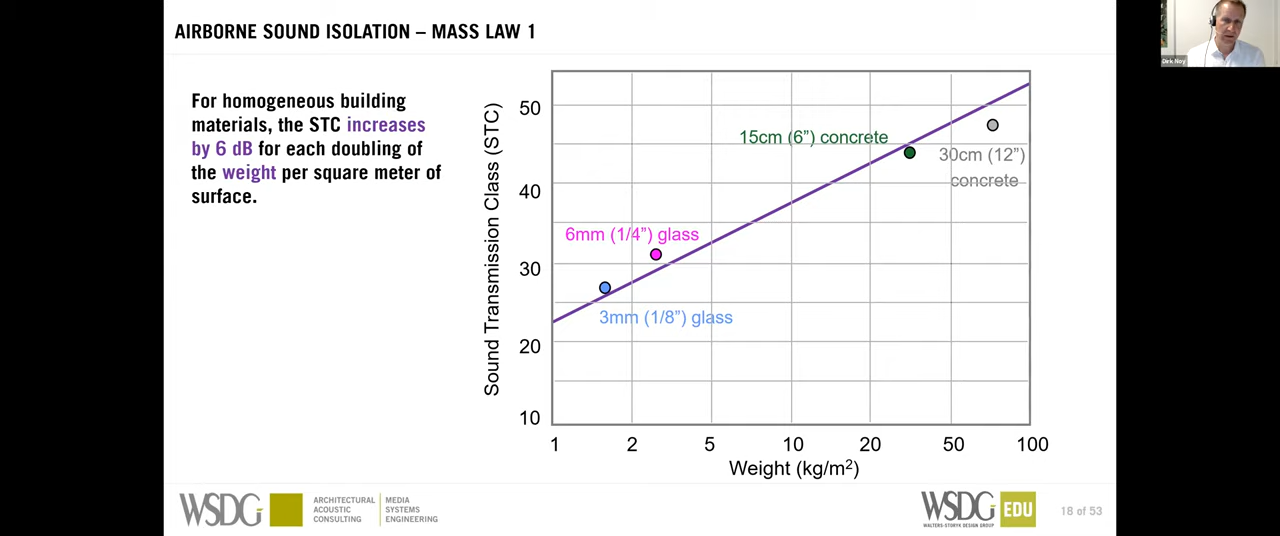 AIRBORNE SOUND ISOLATION – MASS LAW 1
Dirk Noy
For homogeneous building
materials, the STC increases
by 6 dB for each doubling of
the weight per square meter of
surface.
Sound Transmission Class (STC)
50
40
30
20
10
15cm (6”) concrete
30cm (12”)
concrete
6mm (1/4”) glass
3mm (1/8”) glass
1 2 5 10 20 50 100
Weight (kg/m²)
WSDG
ARCHITECTURAL
ACOUSTIC
CONSULTING
MEDIA
SYSTEMS
ENGINEERING
WSDG EDU
WALTERS-STORYK DESIGN GROUP
18 of 53